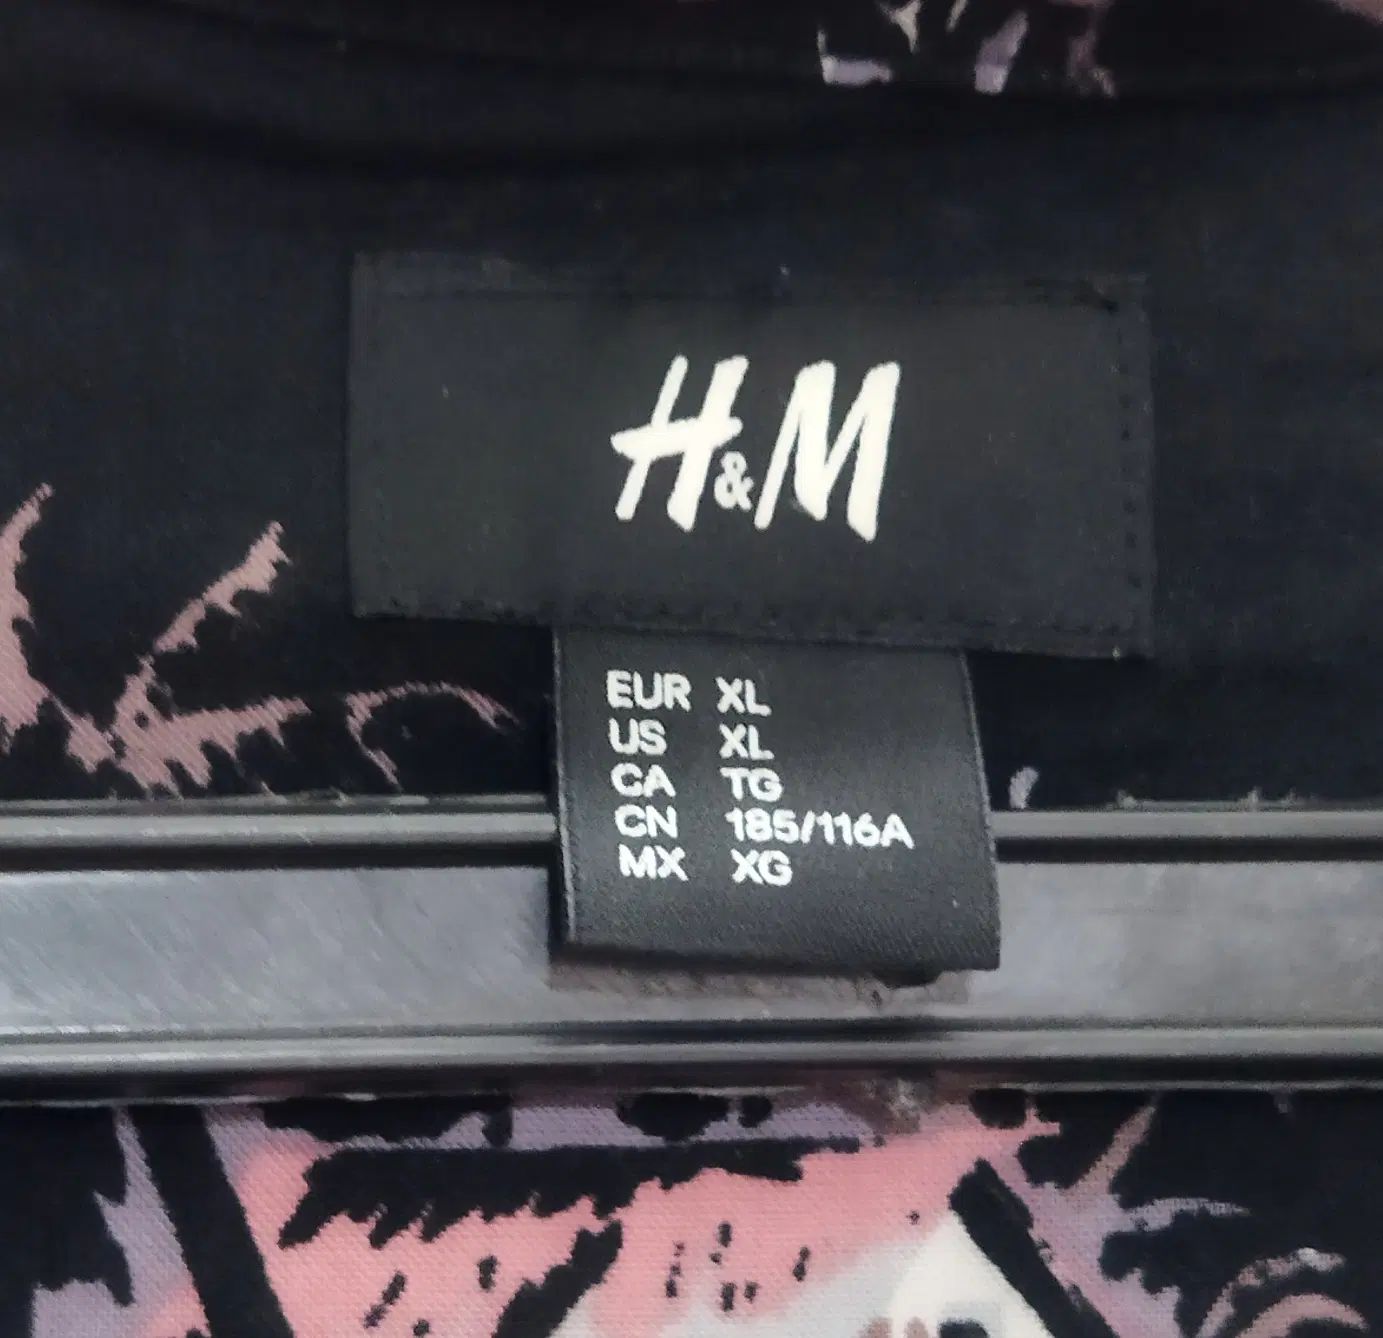 H&M
EUR XL
US XL
CA TG
CN 185/116A
MX XG